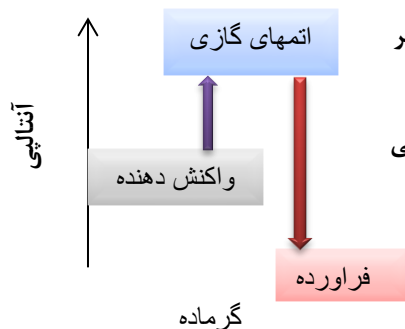 اتمهای گازی
ر
آنتالپی
ی
واکنش دهنده
فراورده
گرماده